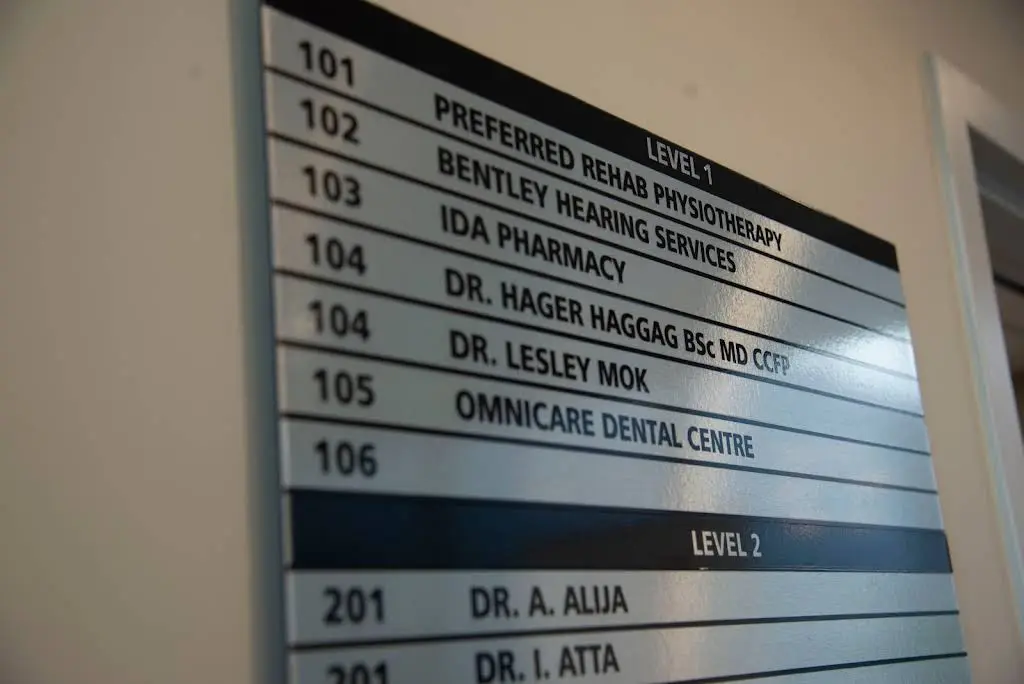 LEVEL 1
101 PREFERRED REHAB PHYSIOTHERAPY
102 BENTLEY HEARING SERVICES
103 IDA PHARMACY
104 DR. HAGER HAGGAG BSc MD CCFP
104 DR. LESLEY MOK
105 OMNICARE DENTAL CENTRE
106
LEVEL 2
201 DR. A. ALIJA
201 DR. I. ATTA